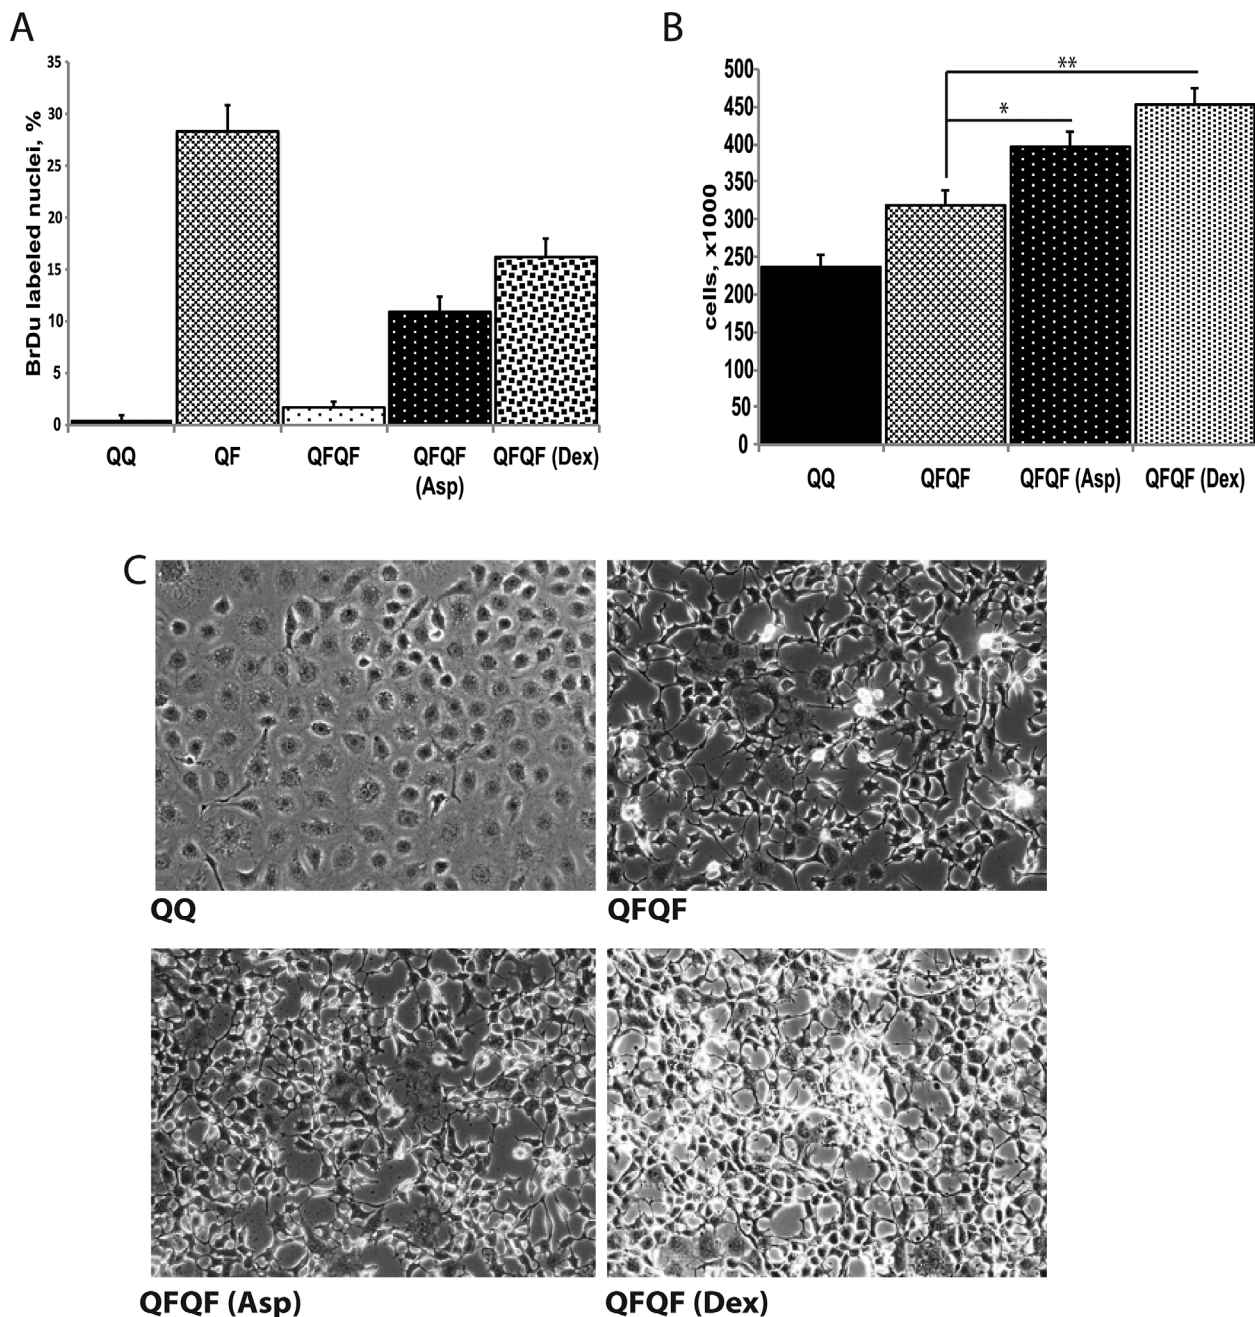 A
BrDu labeled nuclei, %
35
30
25
20
15
10
5
0
QQ
QF
QFQF
QFQF
(Asp)
QFQF (Dex)
B
cells, x1000
500
450
400
350
300
250
200
150
100
50
0
**
*
QQ
QFQF
QFQF (Asp)
QFQF (Dex)
C
QQ
QFQF
QFQF (Asp)
QFQF (Dex)